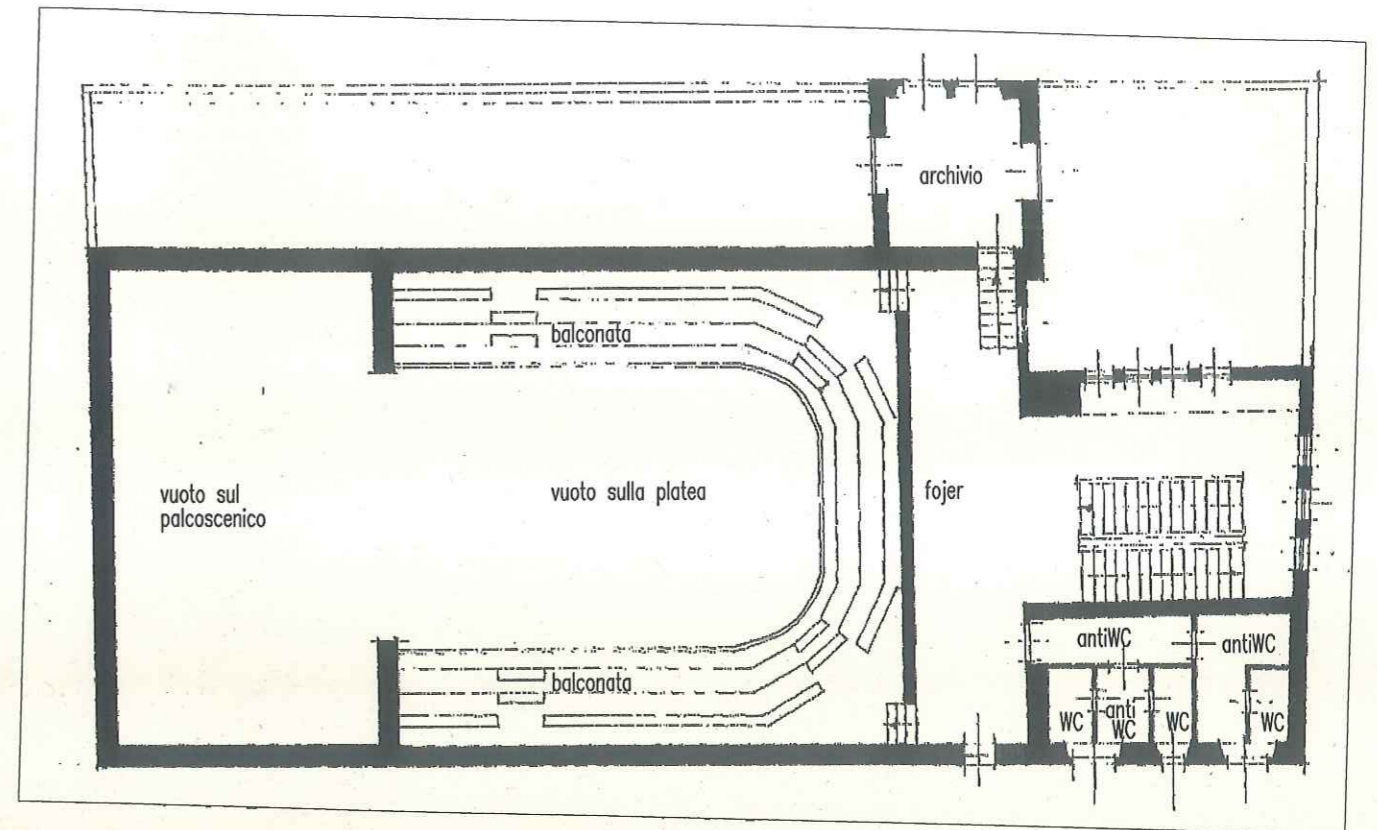 archivio
balconata
vuoto sul
palcoscenico
vuoto sulla platea
fojer
antiWC
antiWC
balconata
WC
anti
WC
WC
WC